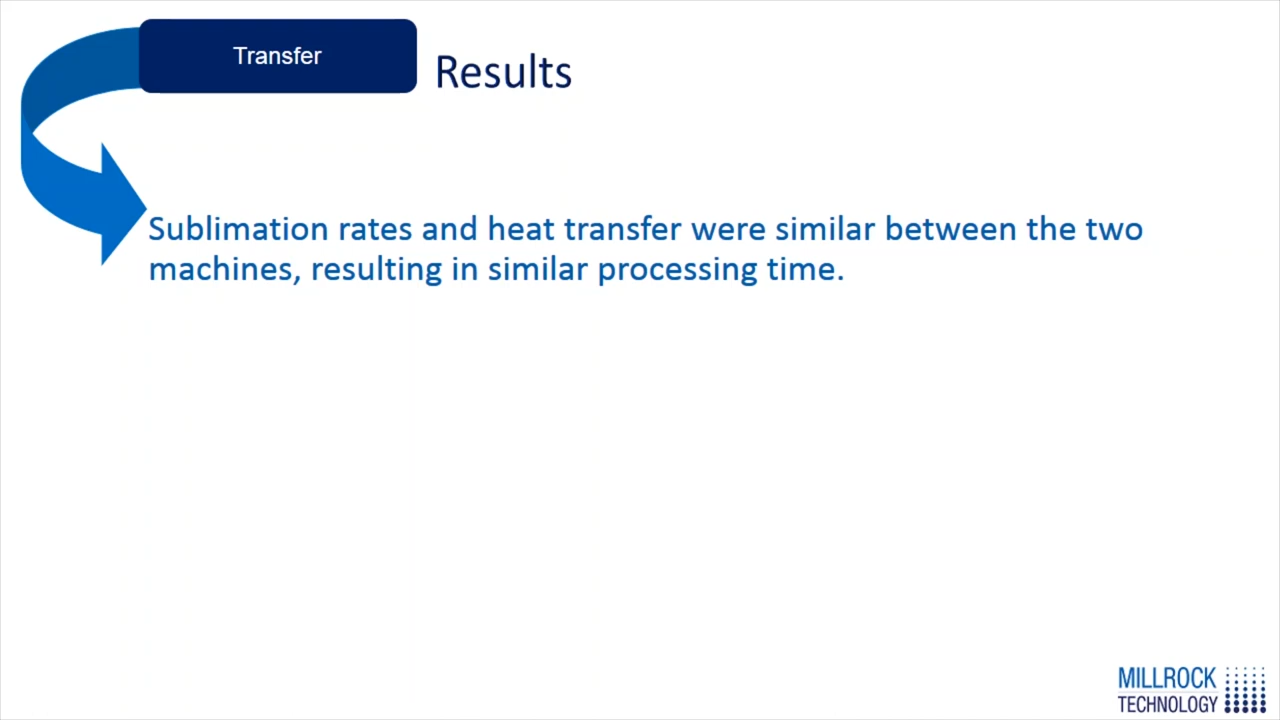 Transfer
Results
Sublimation rates and heat transfer were similar between the two
machines, resulting in similar processing time.
MILLROCK
TECHNOLOGY